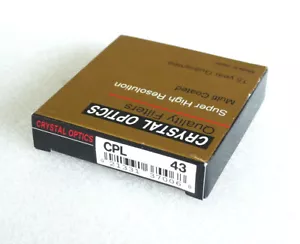 CRYSTAL OPTICS
Quality Filters
Super High Resolution
Multi Coated
CRYSTAL OPTICS
CPL 43